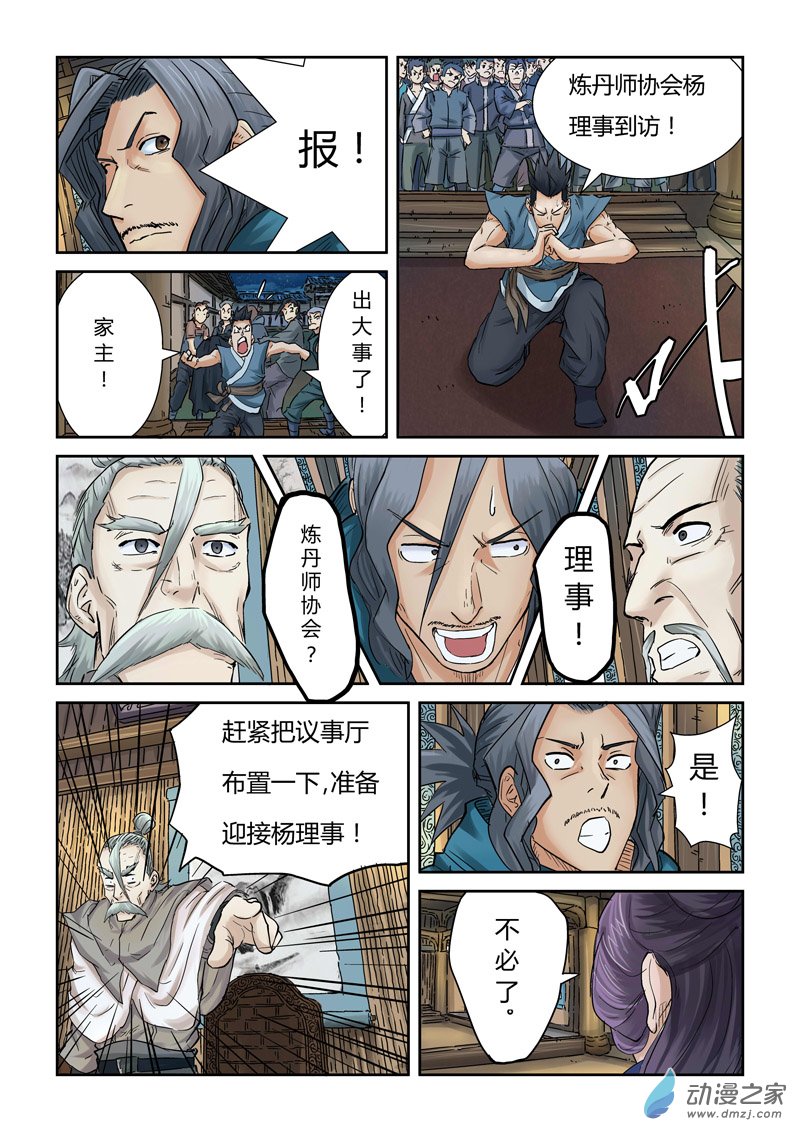 报！
家主！
出大事了！
炼丹师协会杨
理事到访！
炼丹师协会？
理事！
赶紧把议事厅
布置一下,准备
迎接杨理事！
是！
不必了。
动漫之家
www.dmzj.com